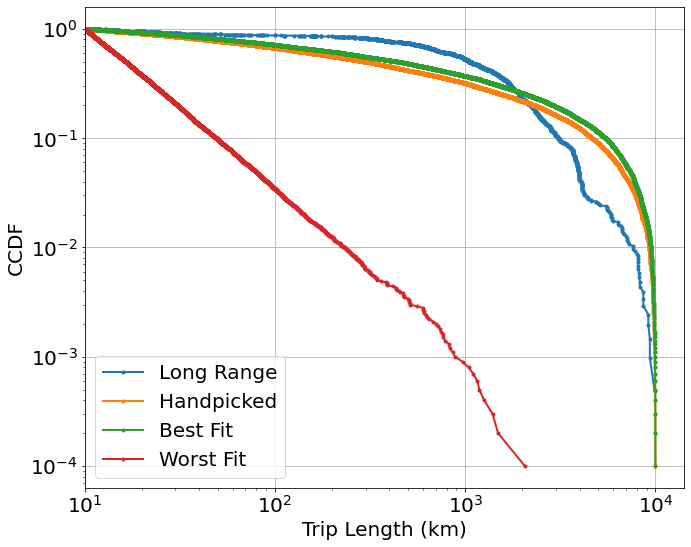 CCDF
10⁰
10⁻¹
10⁻²
10⁻³
10⁻⁴
Long Range
Handpicked
Best Fit
Worst Fit
10¹
10²
10³
10⁴
Trip Length (km)